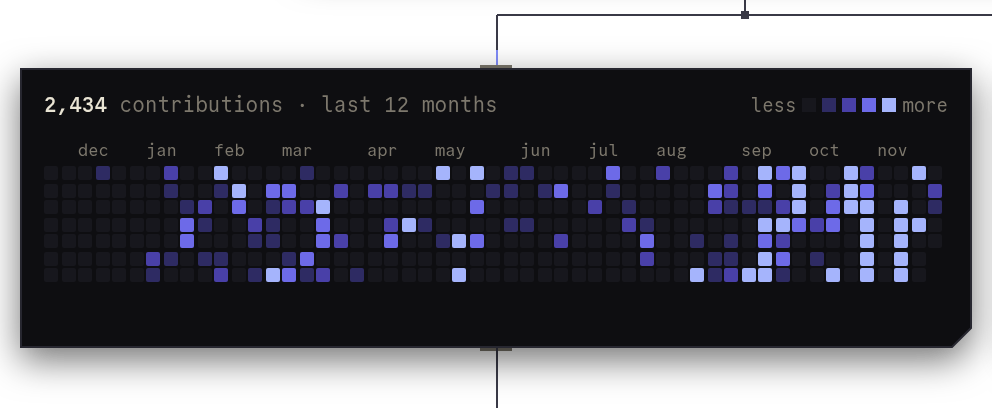 2,434 contributions · last 12 months
less more
dec jan feb mar apr may jun jul aug sep oct nov